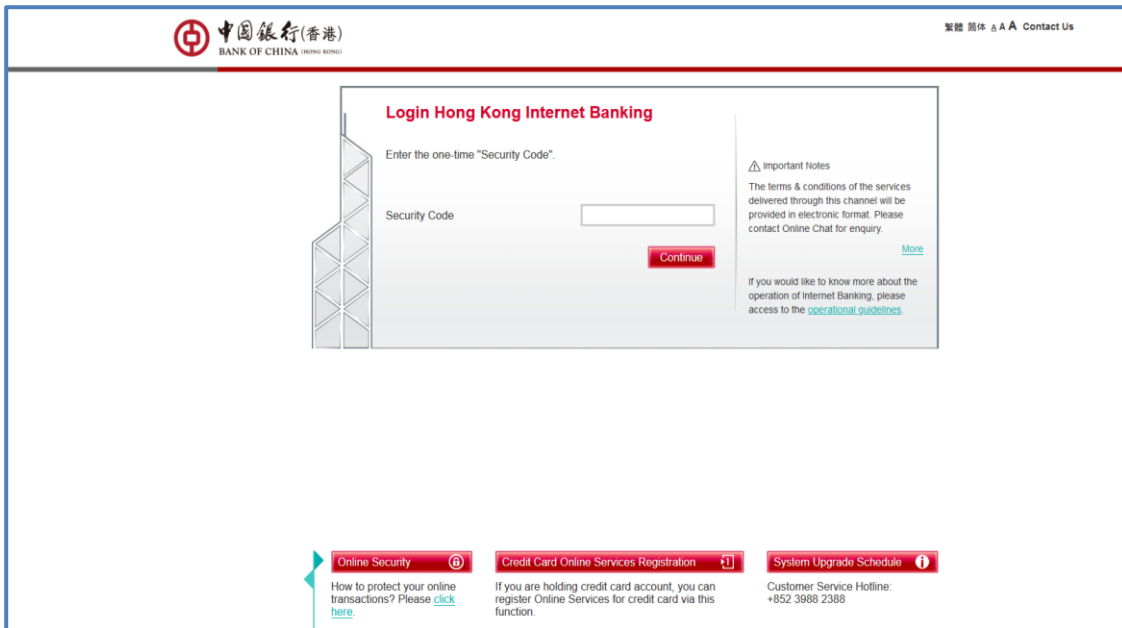 中國銀行(香港)
BANK OF CHINA (HONG KONG)
繁體 简体 A A A Contact Us
Login Hong Kong Internet Banking
Enter the one-time "Security Code".
Security Code
Continue
Important Notes
The terms & conditions of the services
delivered through this channel will be
provided in electronic format. Please
contact Online Chat for enquiry.
More
If you would like to know more about the
operation of Internet Banking, please
access to the operational guidelines.
Online Security
How to protect your online
transactions? Please click
here.
Credit Card Online Services Registration
If you are holding credit card account, you can
register Online Services for credit card via this
function.
System Upgrade Schedule
Customer Service Hotline:
+852 3988 2388